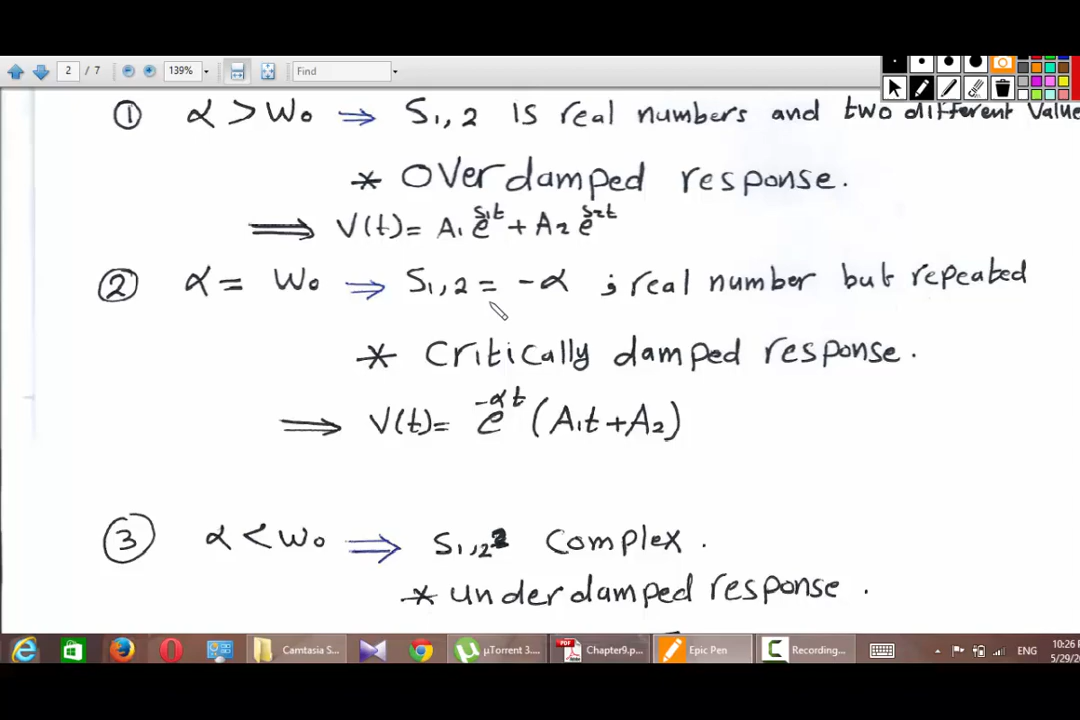 2 / 7 139% Find
① α > Wo ⇒ S1,2 Is real numbers and two different Value
* Overdamped response.
⇒ V(t)= A1 e^s1t + A2 e^s2t
② α = Wo ⇒ S1,2 = -α ; real number but repeated
* Critically damped response.
⇒ V(t)= e^-αt (A1t+A2)
③ α < Wo ⇒ S1,2 Complex.
* underdamped response.
Camtasia S... µTorrent 3.... Chapter9.p... Epic Pen Recording... ENG 10:26
5/29/2